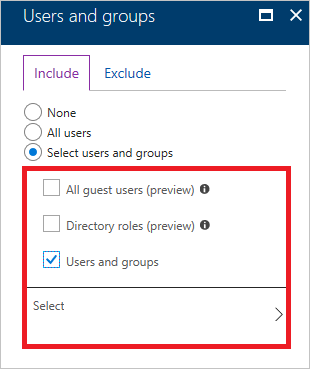 Users and groups
Include Exclude
None
All users
Select users and groups
All guest users (preview)
Directory roles (preview)
Users and groups
Select